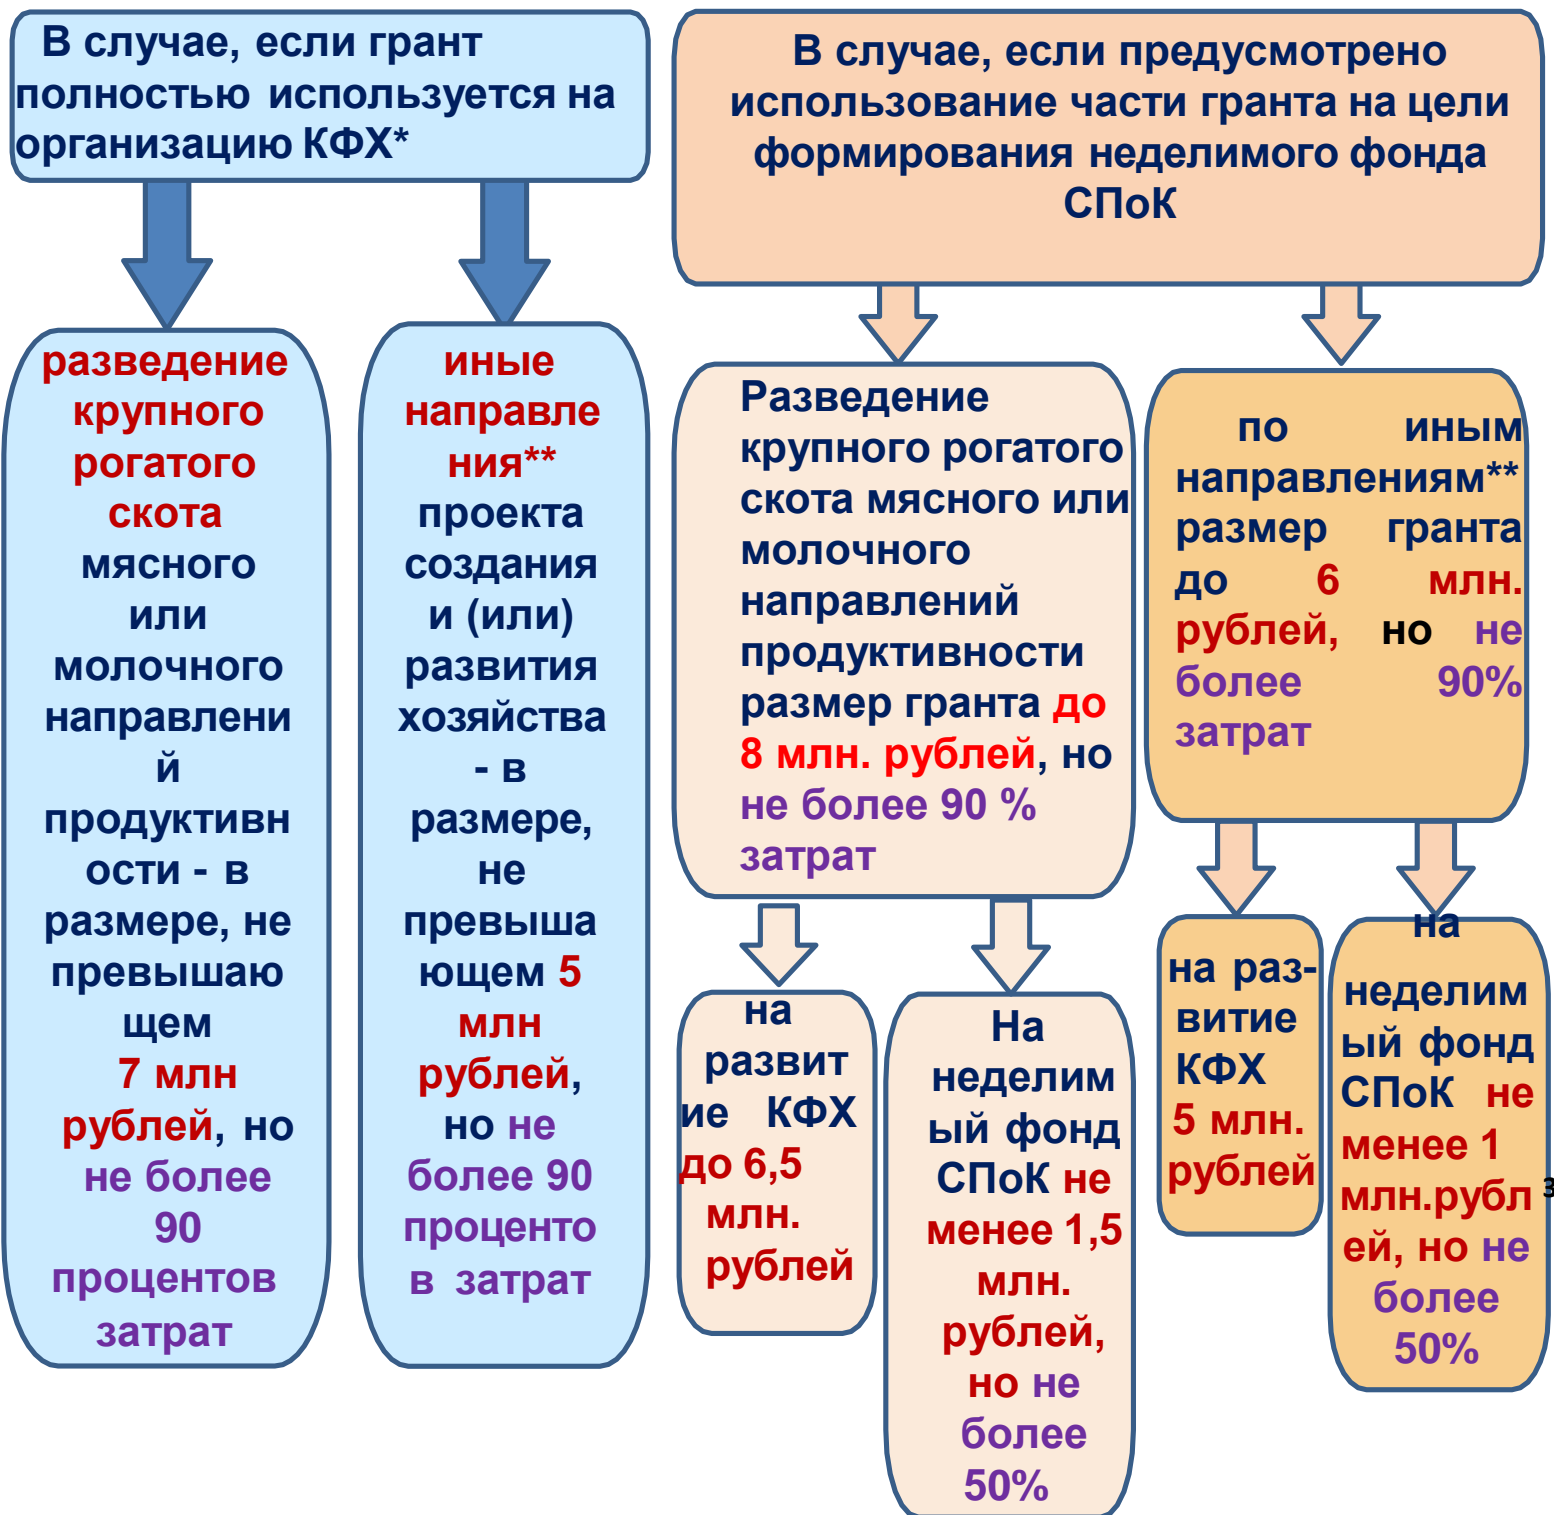 В случае, если грант
полностью используется на
организацию КФХ*
В случае, если предусмотрено
использование части гранта на цели
формирования неделимого фонда
СПоК
разведение
крупного
рогатого
скота
мясного
или
молочного
направлени
й
продуктивн
ости - в
размере, не
превышаю
щем
7 млн
рублей, но
не более
90
процентов
затрат
иные
направле
ния**
проекта
создания
и (или)
развития
хозяйства
- в
размере,
не
превыша
ющем 5
млн
рублей,
но не
более 90
проценто
в затрат
Разведение
крупного рогатого
скота мясного или
молочного
направлений
продуктивности
размер гранта до
8 млн. рублей, но
не более 90 %
затрат
по иным
направлениям**
размер гранта
до 6 млн.
рублей, но не
более 90%
затрат
на
развит
ие КФХ
до 6,5
млн.
рублей
На
неделим
ый фонд
СПоК не
менее 1,5
млн.
рублей,
но не
более
50%
на раз-
витие
КФХ
5 млн.
рублей
на
неделим
ый фонд
СПоК не
менее 1
млн.рубл
ей, но не
более
50%